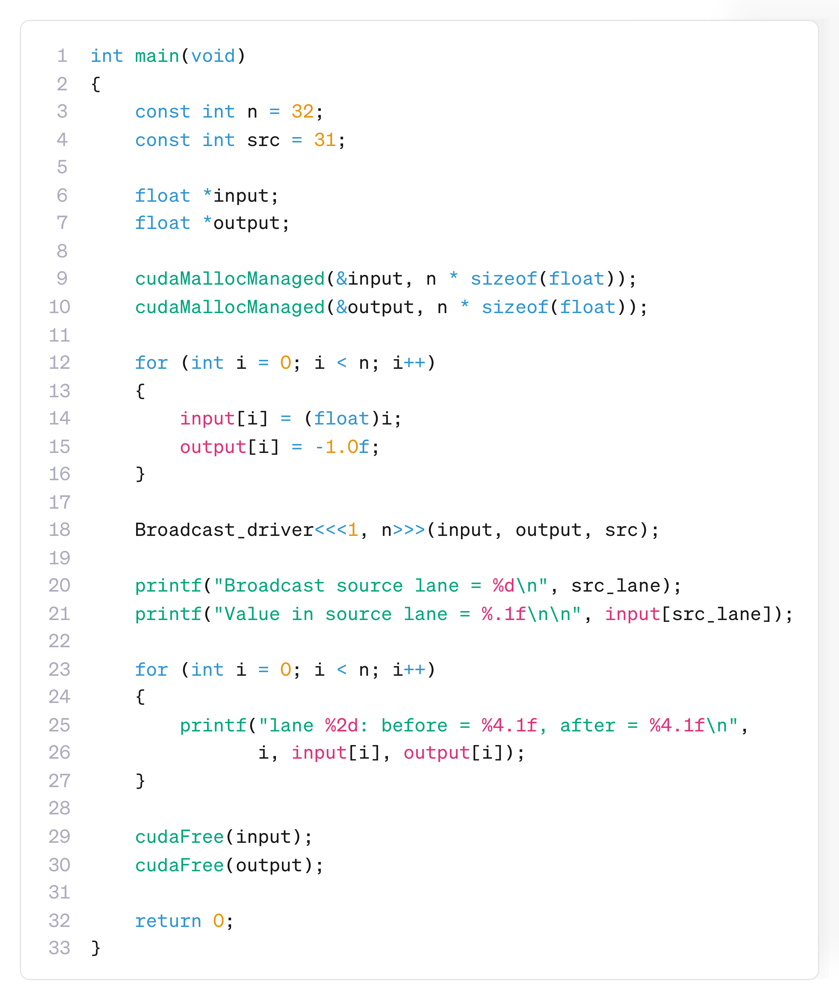 1 int main(void)
2 {
3     const int n = 32;
4     const int src = 31;
5
6     float *input;
7     float *output;
8
9     cudaMallocManaged(&input, n * sizeof(float));
10     cudaMallocManaged(&output, n * sizeof(float));
11
12     for (int i = 0; i < n; i++)
13     {
14         input[i] = (float)i;
15         output[i] = -1.0f;
16     }
17
18     Broadcast_driver<<<1, n>>>(input, output, src);
19
20     printf("Broadcast source lane = %d\n", src_lane);
21     printf("Value in source lane = %.1f\n\n", input[src_lane]);
22
23     for (int i = 0; i < n; i++)
24     {
25         printf("lane %2d: before = %4.1f, after = %4.1f\n",
26                i, input[i], output[i]);
27     }
28
29     cudaFree(input);
30     cudaFree(output);
31
32     return 0;
33 }